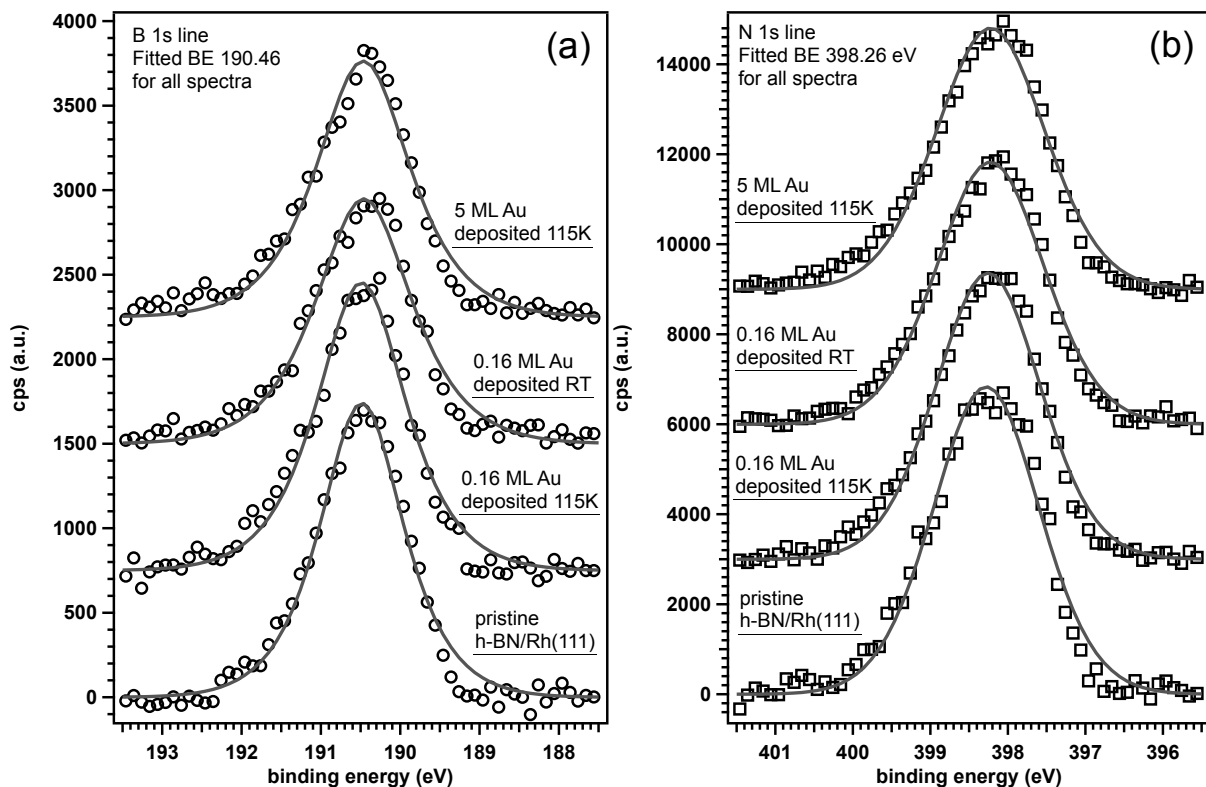 B 1s line
Fitted BE 190.46
for all spectra
(a)
5 ML Au
deposited 115K
0.16 ML Au
deposited RT
0.16 ML Au
deposited 115K
pristine
h-BN/Rh(111)
cps (a.u.)
4000
3500
3000
2500
2000
1500
1000
500
0
193 192 191 190 189 188
binding energy (eV)
N 1s line
Fitted BE 398.26 eV
for all spectra
(b)
5 ML Au
deposited 115K
0.16 ML Au
deposited RT
0.16 ML Au
deposited 115K
pristine
h-BN/Rh(111)
cps (a.u.)
14000
12000
10000
8000
6000
4000
2000
0
401 400 399 398 397 396
binding energy (eV)